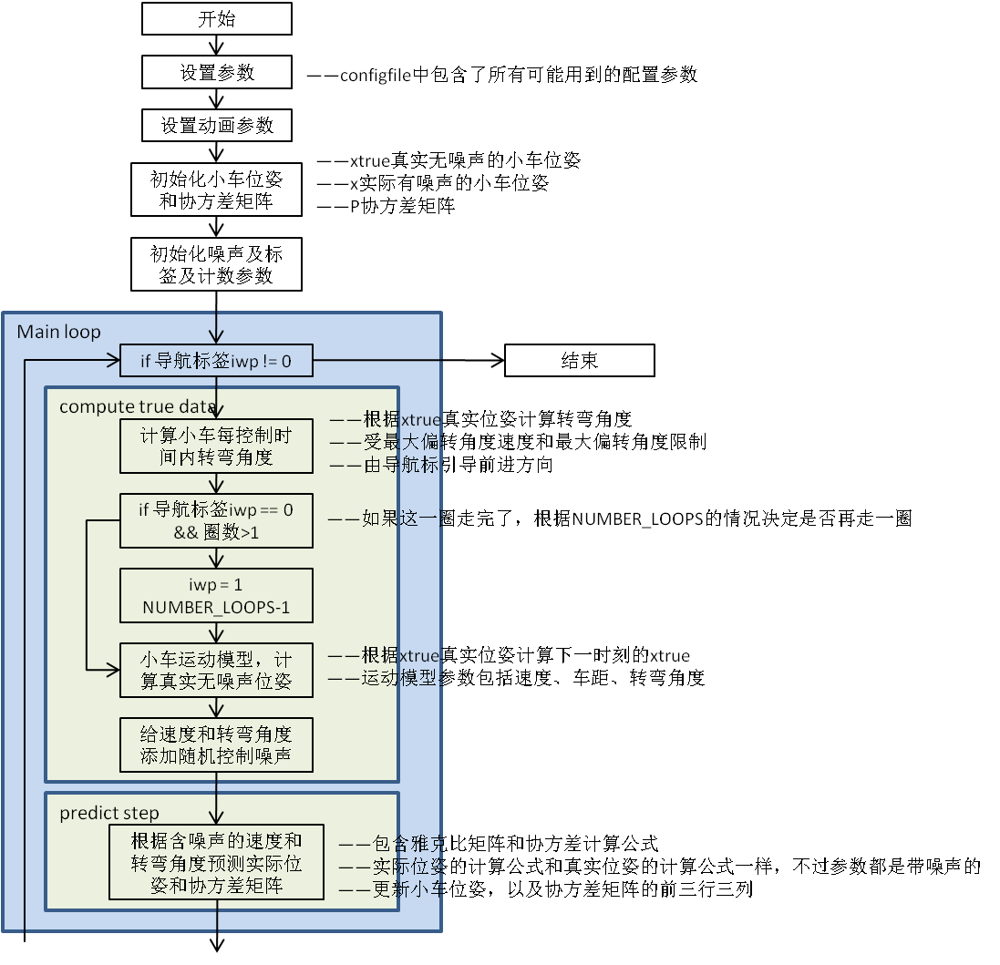 开始
设置参数
——configfile中包含了所有可能用到的配置参数
设置动画参数
初始化小车位姿
和协方差矩阵
——xtrue真实无噪声的小车位姿
——x实际有噪声的小车位姿
——P协方差矩阵
初始化噪声及标
签及计数参数
Main loop
if 导航标签iwp != 0
结束
compute true data
计算小车每控制时
间内转弯角度
——根据xtrue真实位姿计算转弯角度
——受最大偏转角度速度和最大偏转角度限制
——由导航标引导前进方向
if 导航标签iwp == 0
&& 圈数>1
——如果这一圈走完了，根据NUMBER_LOOPS的情况决定是否再走一圈
iwp = 1
NUMBER_LOOPS-1
小车运动模型，计
算真实无噪声位姿
——根据xtrue真实位姿计算下一时刻的xtrue
——运动模型参数包括速度、车距、转弯角度
给速度和转弯角度
添加随机控制噪声
predict step
根据含噪声的速度和
转弯角度预测实际位
姿和协方差矩阵
——包含雅克比矩阵和协方差计算公式
——实际位姿的计算公式和真实位姿的计算公式一样，不过参数都是带噪声的
——更新小车位姿，以及协方差矩阵的前三行三列